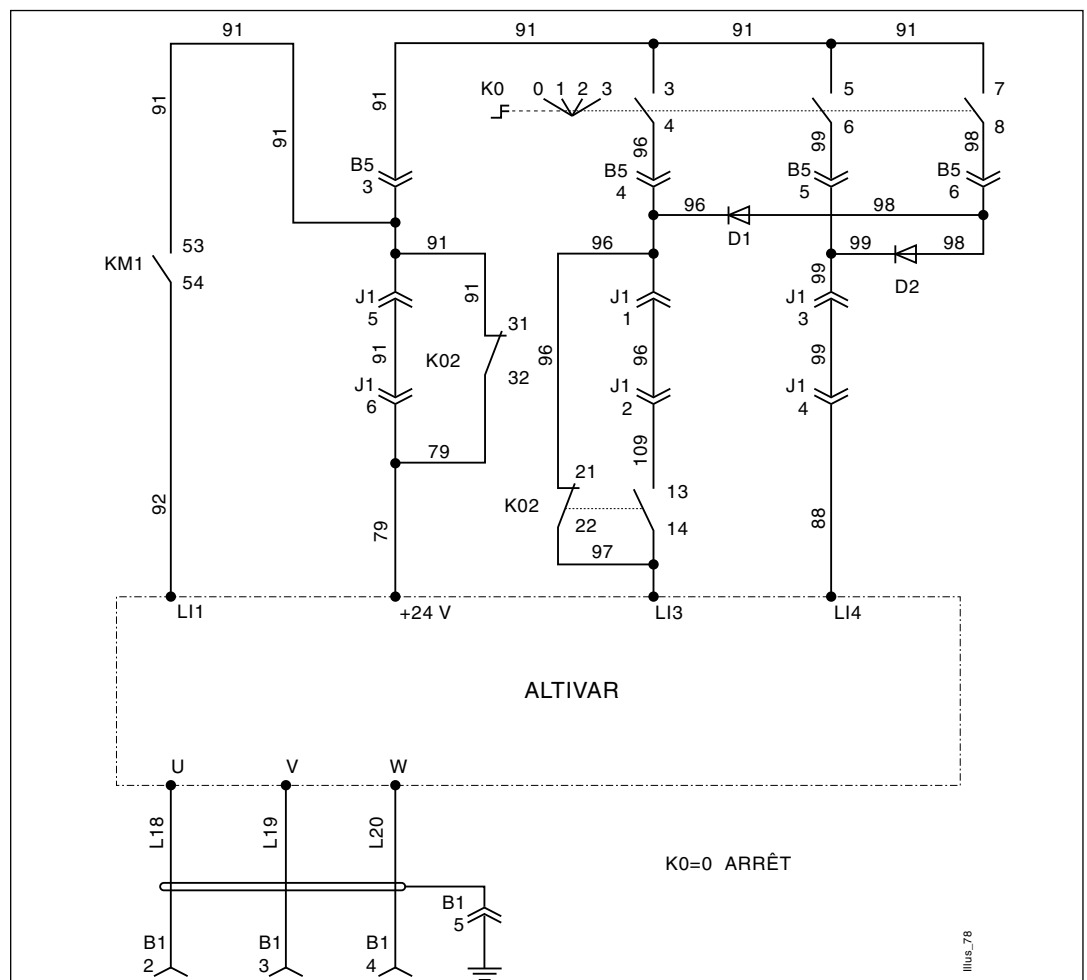 91 91 91 91
K0 0 1 2 3 3 5 7
91 91 91
4 6 8
96 99 98
B5 B5 B5 B5
3 4 5 6
96 98
D1
91 96 99 98
53
KM1
54
D2
91 99
J1 J1 J1
5 1 3
31
91 K02 96 96 99
32
J1 J1 J1
6 2 4
79 109
21 13
92 K02
79 22 14 88
97
LI1 +24 V LI3 LI4
ALTIVAR
U V W
L18 L19 L20
K0=0 ARRÊT
B1
5
B1 B1 B1
2 3 4
Illus_78